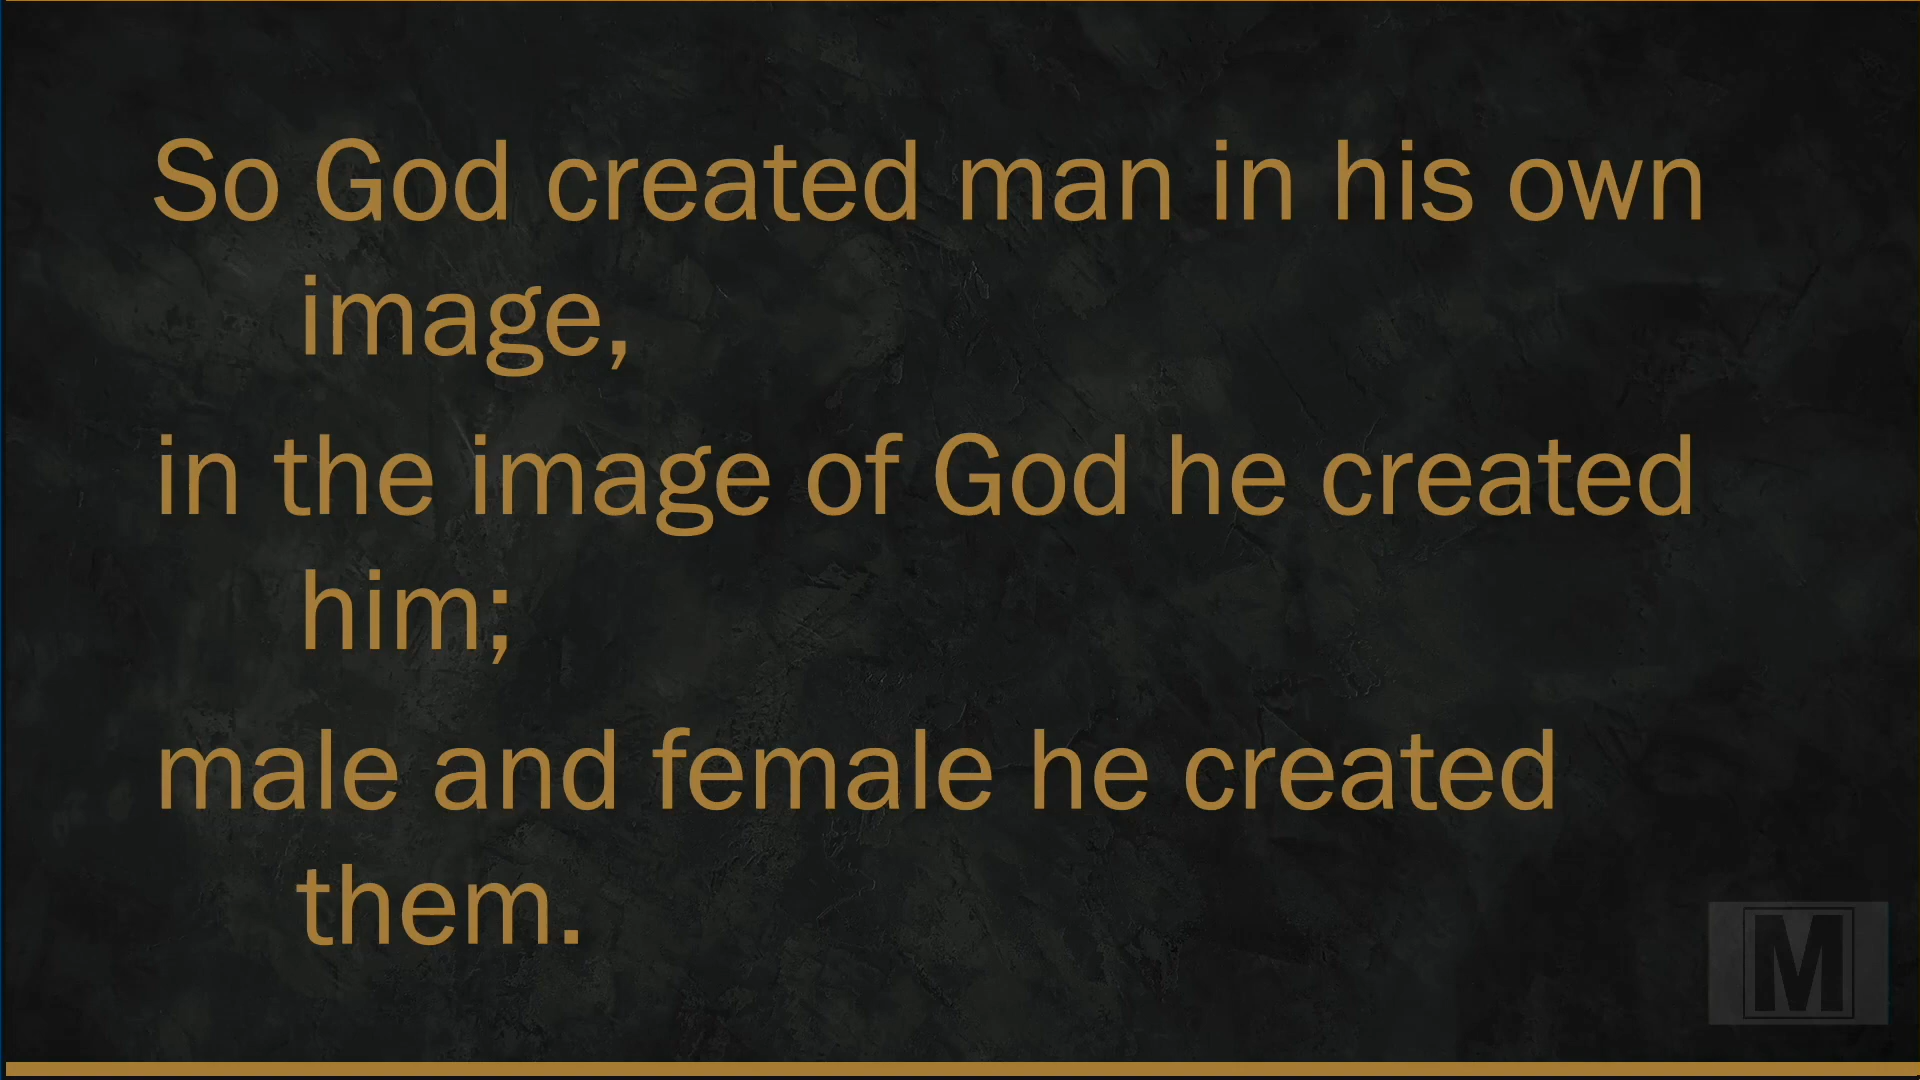 So God created man in his own
image,
in the image of God he created
him;
male and female he created
them.
M